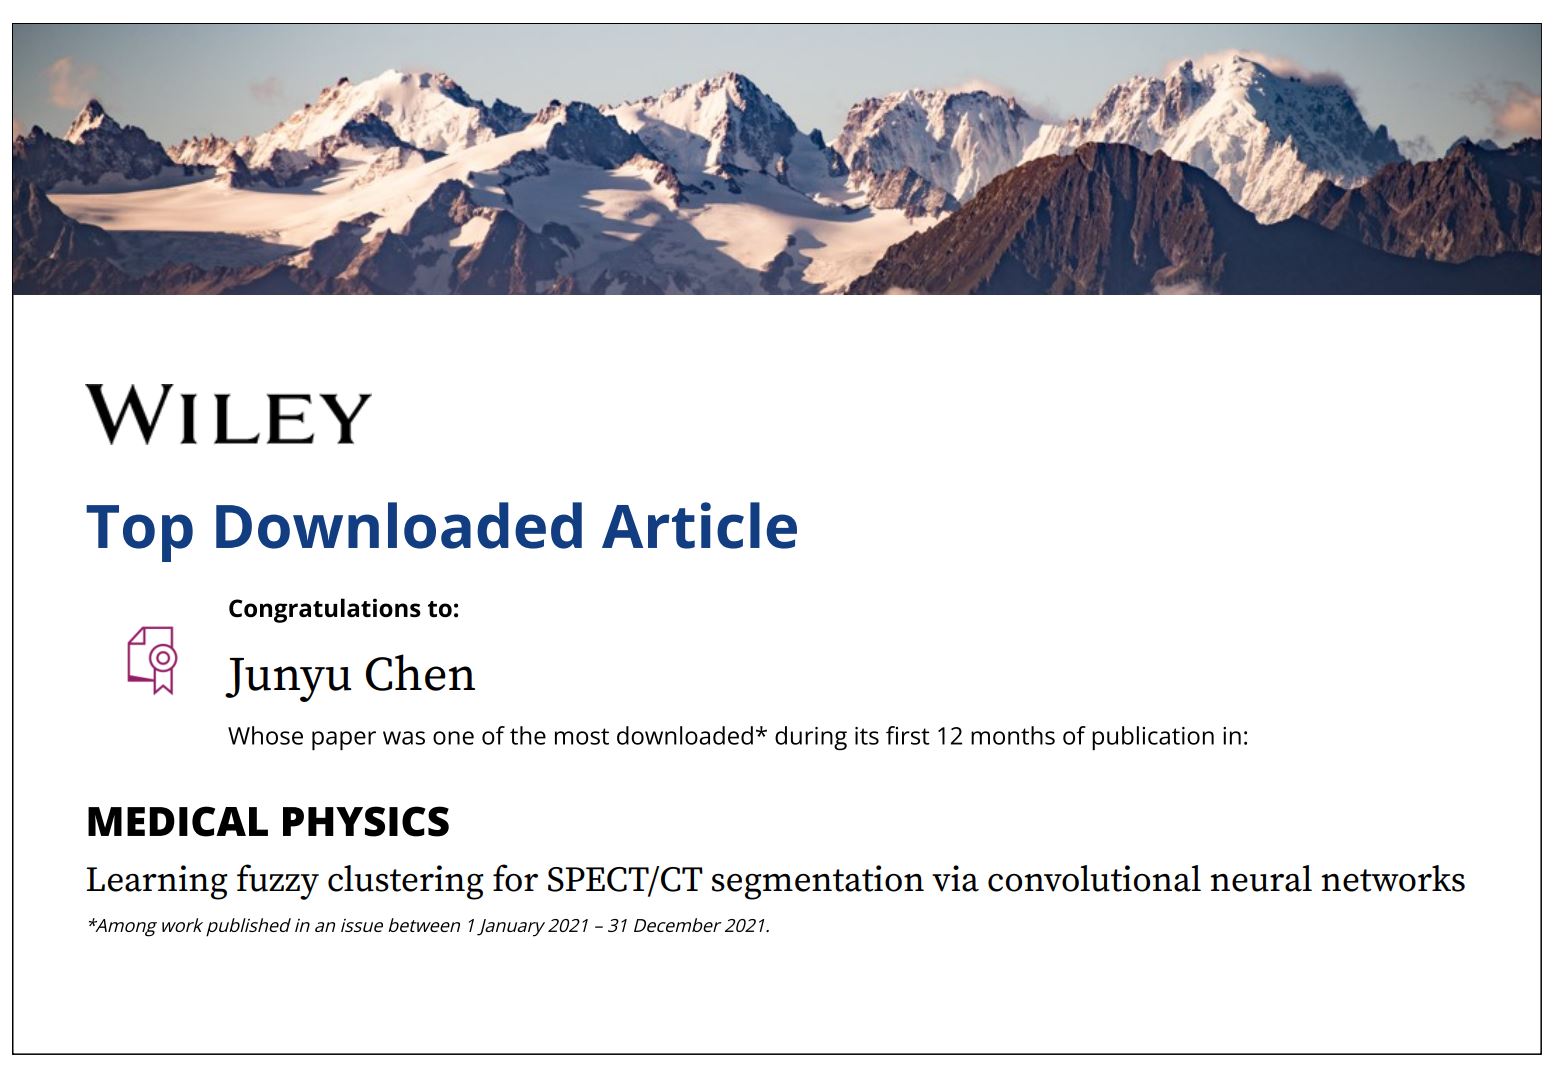 WILEY
Top Downloaded Article
Congratulations to:
Junyu Chen
Whose paper was one of the most downloaded* during its first 12 months of publication in:
MEDICAL PHYSICS
Learning fuzzy clustering for SPECT/CT segmentation via convolutional neural networks
*Among work published in an issue between 1 January 2021 – 31 December 2021.